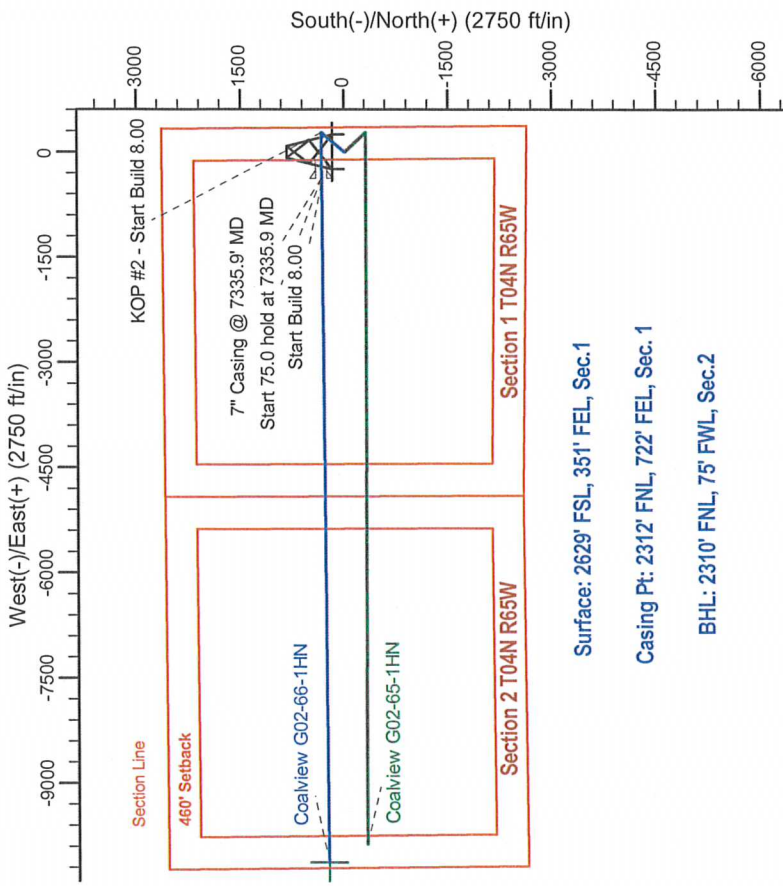 South(-)/North(+) (2750 ft/in)
3000
1500
0
-1500
-3000
-4500
-6000
West(-)/East(+) (2750 ft/in)
0
-1500
-3000
-4500
-6000
-7500
-9000
KOP #2 - Start Build 8.00
7" Casing @ 7335.9' MD
Start 75.0 hold at 7335.9 MD
Start Build 8.00
Section 1 T04N R65W
Section Line
460' Setback
Coalview G02-66-1HN
Coalview G02-65-1HN
Section 2 T04N R65W
Surface: 2629' FSL, 351' FEL, Sec.1
Casing Pt: 2312' FNL, 722' FEL, Sec. 1
BHL: 2310' FNL, 75' FWL, Sec.2